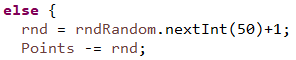 else {
  rnd = rndRandom.nextInt(50)+1;
  Points -= rnd;